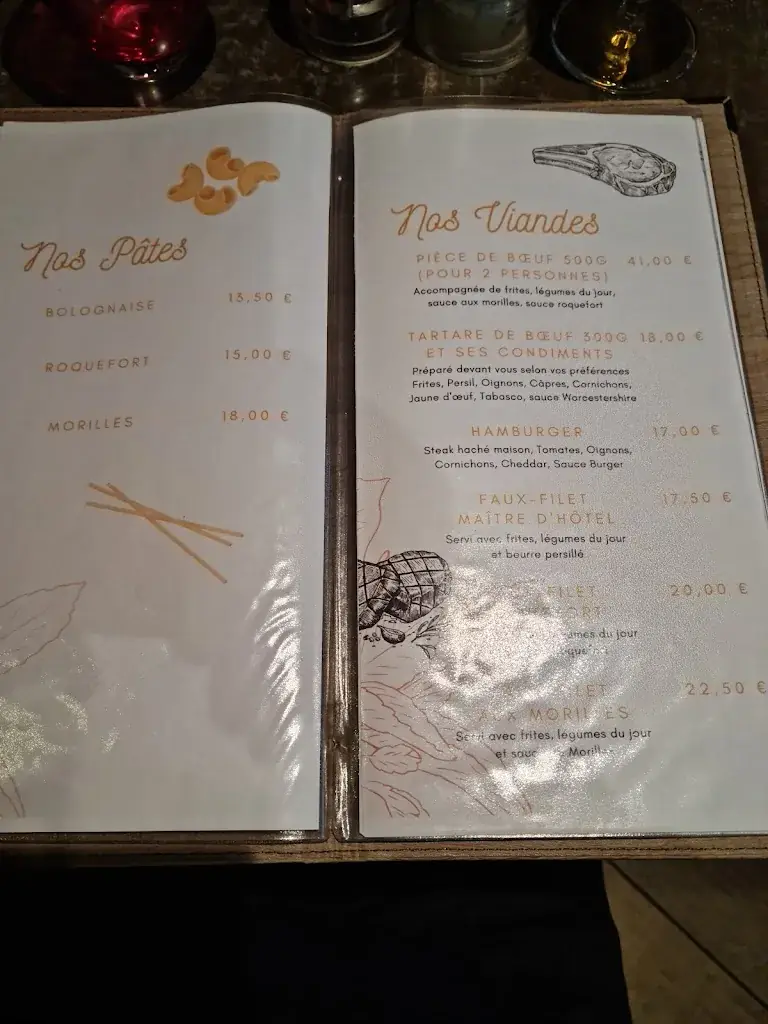 Nos Pâtes
BOLOGNAISE 13,50 €
ROQUEFORT 15,00 €
MORILLES 18,00 €
Nos Viandes
PIÈCE DE BŒUF 500G 41,00 €
(POUR 2 PERSONNES)
Accompagnée de frites, légumes du jour,
sauce aux morilles, sauce roquefort
TARTARE DE BŒUF 300G 18,00 €
ET SES CONDIMENTS
Préparé devant vous selon vos préférences
Frites, Persil, Oignons, Câpres, Cornichons,
Jaune d'œuf, Tabasco, sauce Worcestershire
HAMBURGER 17,00 €
Steak haché maison, Tomates, Oignons,
Cornichons, Cheddar, Sauce Burger
FAUX-FILET 17,50 €
MAÎTRE D'HÔTEL
Servi avec frites, légumes du jour
et beurre persillé
FILET 20,00 €
du jour
22,50 €
AUX MORILLES
Servi avec frites, légumes du jour
et Morilles